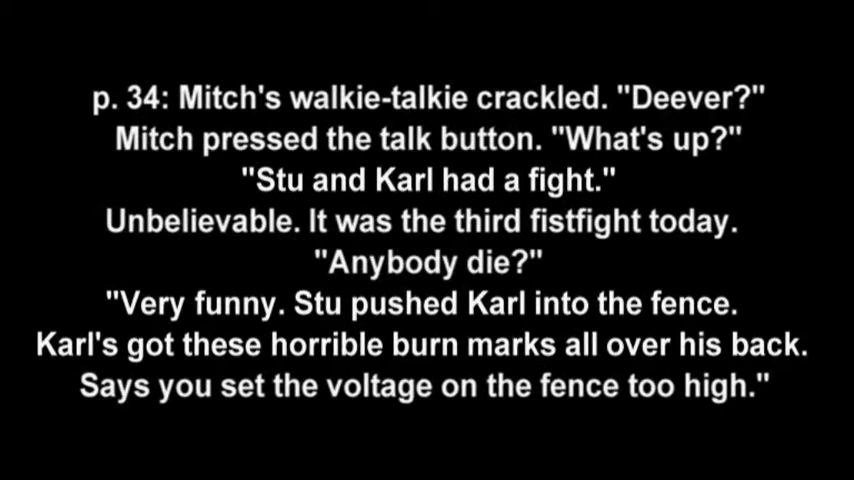 p. 34: Mitch's walkie-talkie crackled. "Deever?"
Mitch pressed the talk button. "What's up?"
"Stu and Karl had a fight."
Unbelievable. It was the third fistfight today.
"Anybody die?"
"Very funny. Stu pushed Karl into the fence.
Karl's got these horrible burn marks all over his back.
Says you set the voltage on the fence too high."